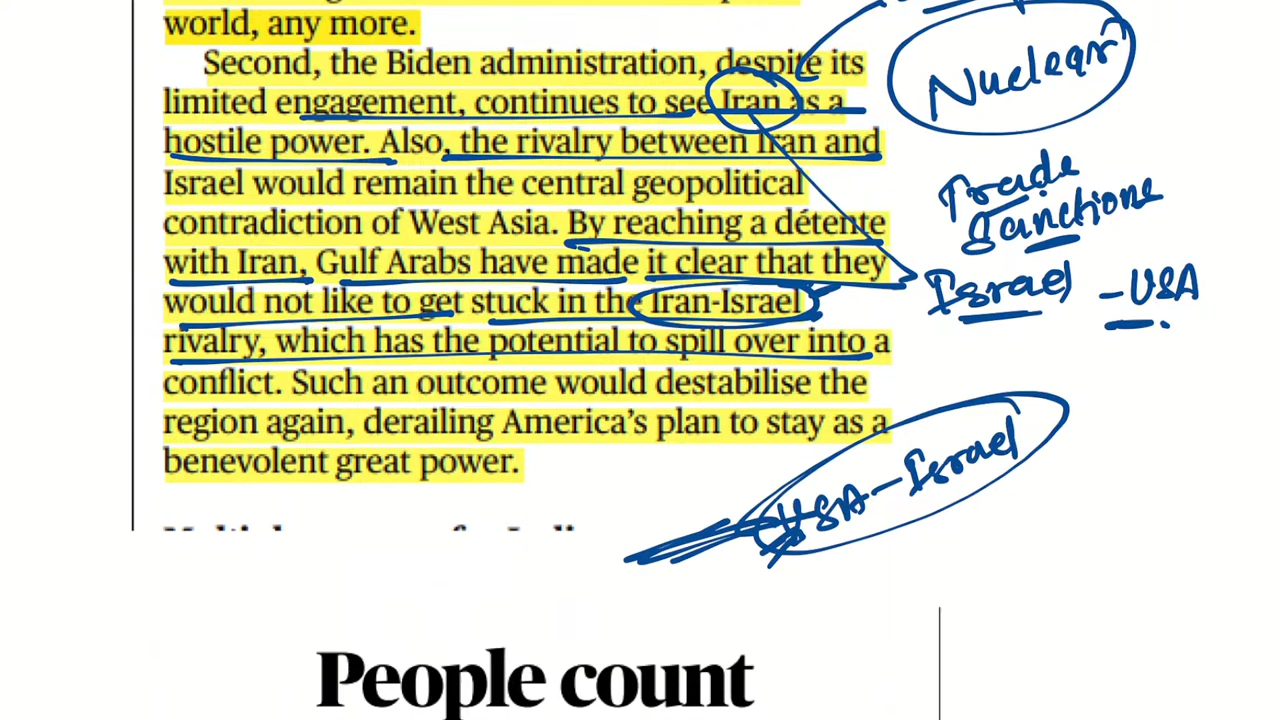 world, any more.
Second, the Biden administration, despite its
limited engagement, continues to see Iran as a
hostile power. Also, the rivalry between Iran and
Israel would remain the central geopolitical
contradiction of West Asia. By reaching a détente
with Iran, Gulf Arabs have made it clear that they
would not like to get stuck in the Iran-Israel
rivalry, which has the potential to spill over into a
conflict. Such an outcome would destabilise the
region again, derailing America's plan to stay as a
benevolent great power.
Nuclear
Trade
Sanctions
Israel - USA
USA - Israel
People count